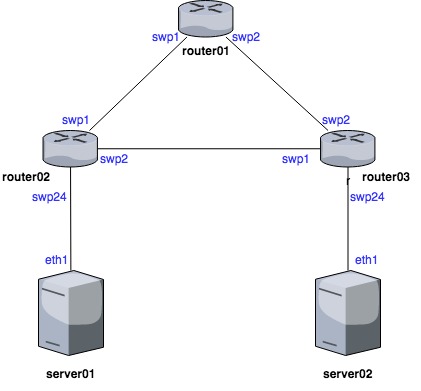 swp1
swp2
router01
swp1
swp2
router02
swp2
swp1
r
router03
swp24
swp24
eth1
eth1
server01
server02